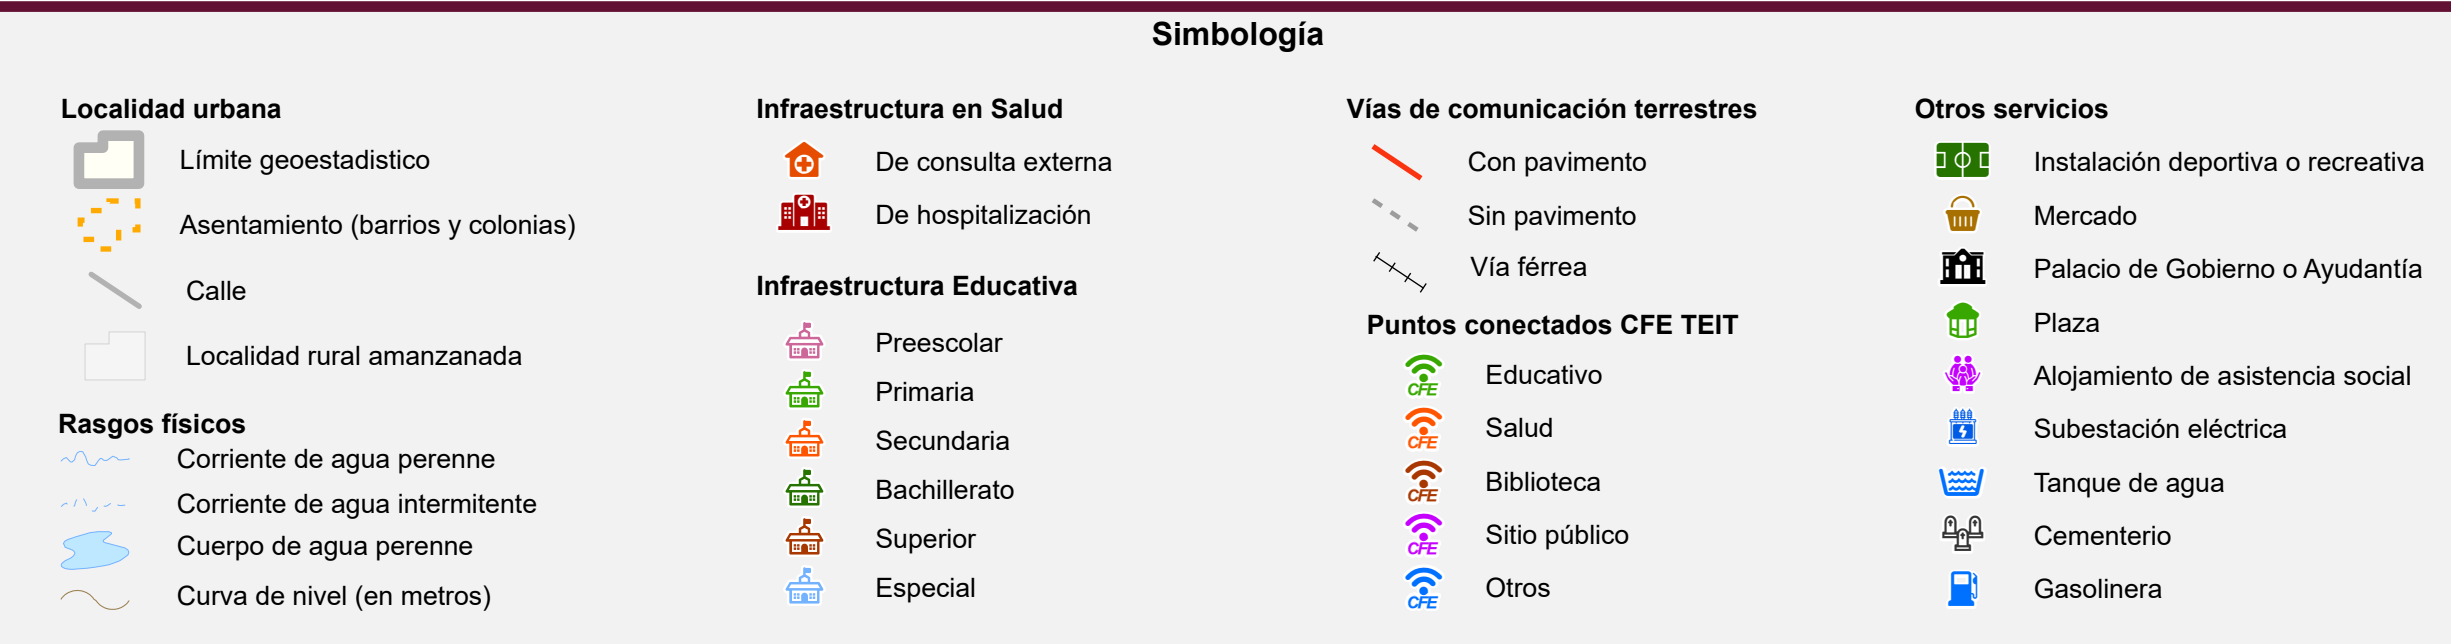 Simbología
Localidad urbana
Límite geoestadistico
Asentamiento (barrios y colonias)
Calle
Localidad rural amanzanada
Rasgos físicos
Corriente de agua perenne
Corriente de agua intermitente
Cuerpo de agua perenne
Curva de nivel (en metros)
Infraestructura en Salud
De consulta externa
De hospitalización
Infraestructura Educativa
Preescolar
Primaria
Secundaria
Bachillerato
Superior
Especial
Vías de comunicación terrestres
Con pavimento
Sin pavimento
Vía férrea
Puntos conectados CFE TEIT
CFE Educativo
CFE Salud
CFE Biblioteca
CFE Sitio público
CFE Otros
Otros servicios
Instalación deportiva o recreativa
Mercado
Palacio de Gobierno o Ayudantía
Plaza
Alojamiento de asistencia social
Subestación eléctrica
Tanque de agua
Cementerio
Gasolinera